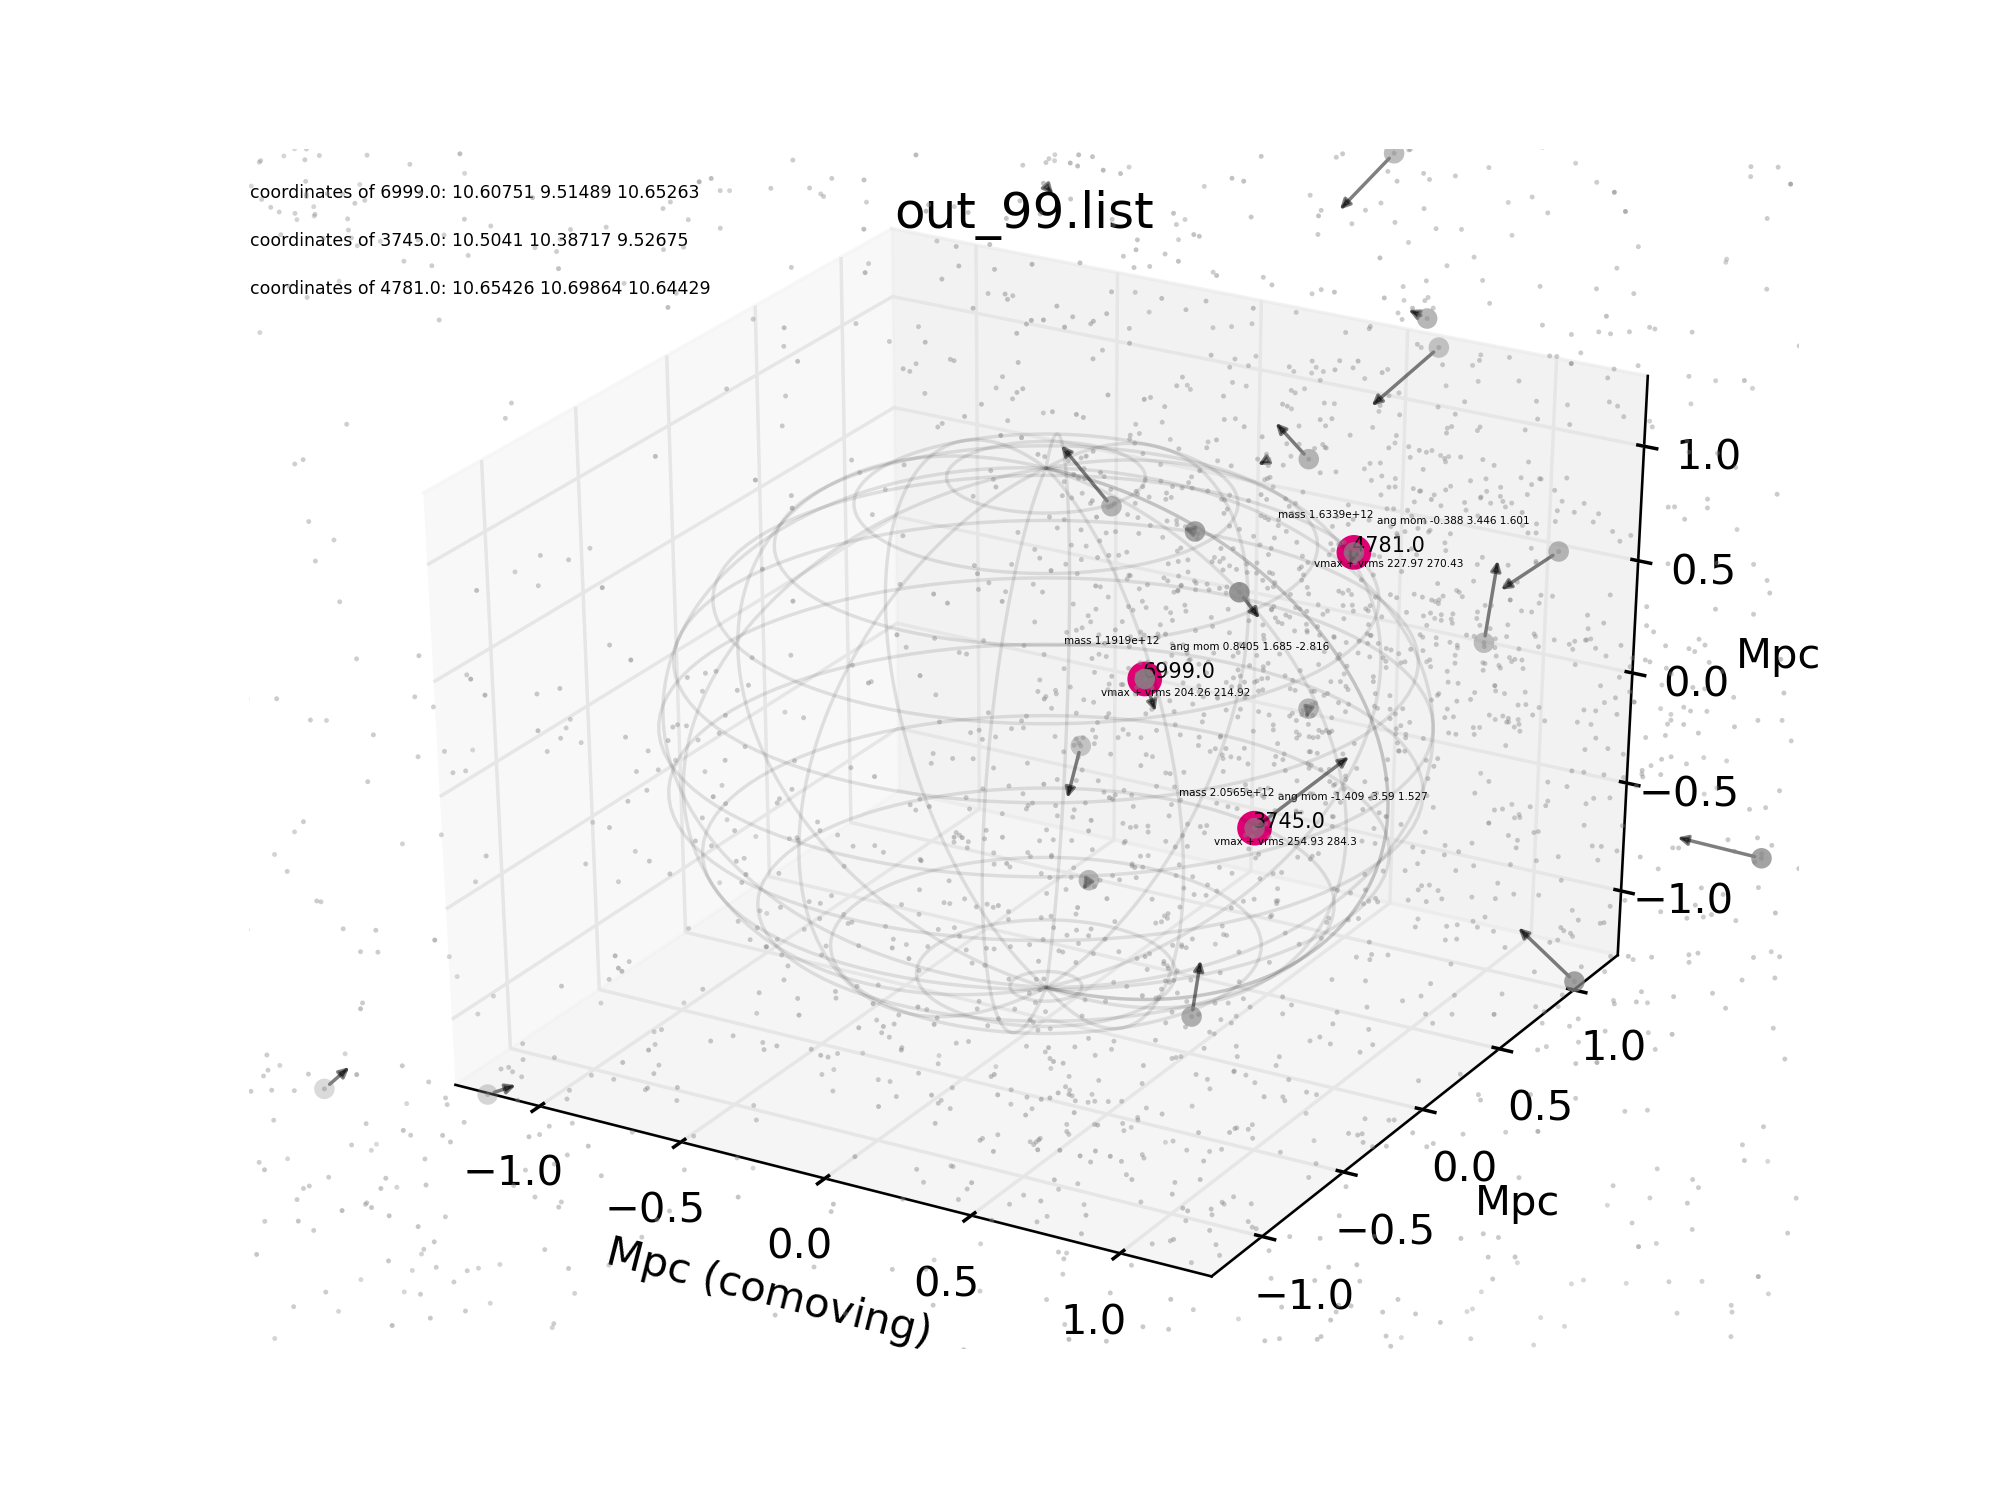 coordinates of 6999.0: 10.60751 9.51489 10.65263
out_99.list
coordinates of 3745.0: 10.5041 10.38717 9.52675
coordinates of 4781.0: 10.65426 10.69864 10.64429
1.0
mass 1.6339e+12
ang mom -0.388 3.446 1.601
4781.0
vmax + vrms 227.97 270.43
0.5
mass 1.1919e+12
ang mom 0.8405 1.685 -2.816
Mpc
6999.0
0.0
vmax + vrms 204.26 214.92
mass 2.0565e+12
ang mom -1.409 -3.59 1.527
−0.5
3745.0
vmax + vrms 254.93 284.3
−1.0
1.0
0.5
0.0
Mpc
−0.5
−1.0
−1.0
−0.5
0.0
0.5
1.0
Mpc (comoving)